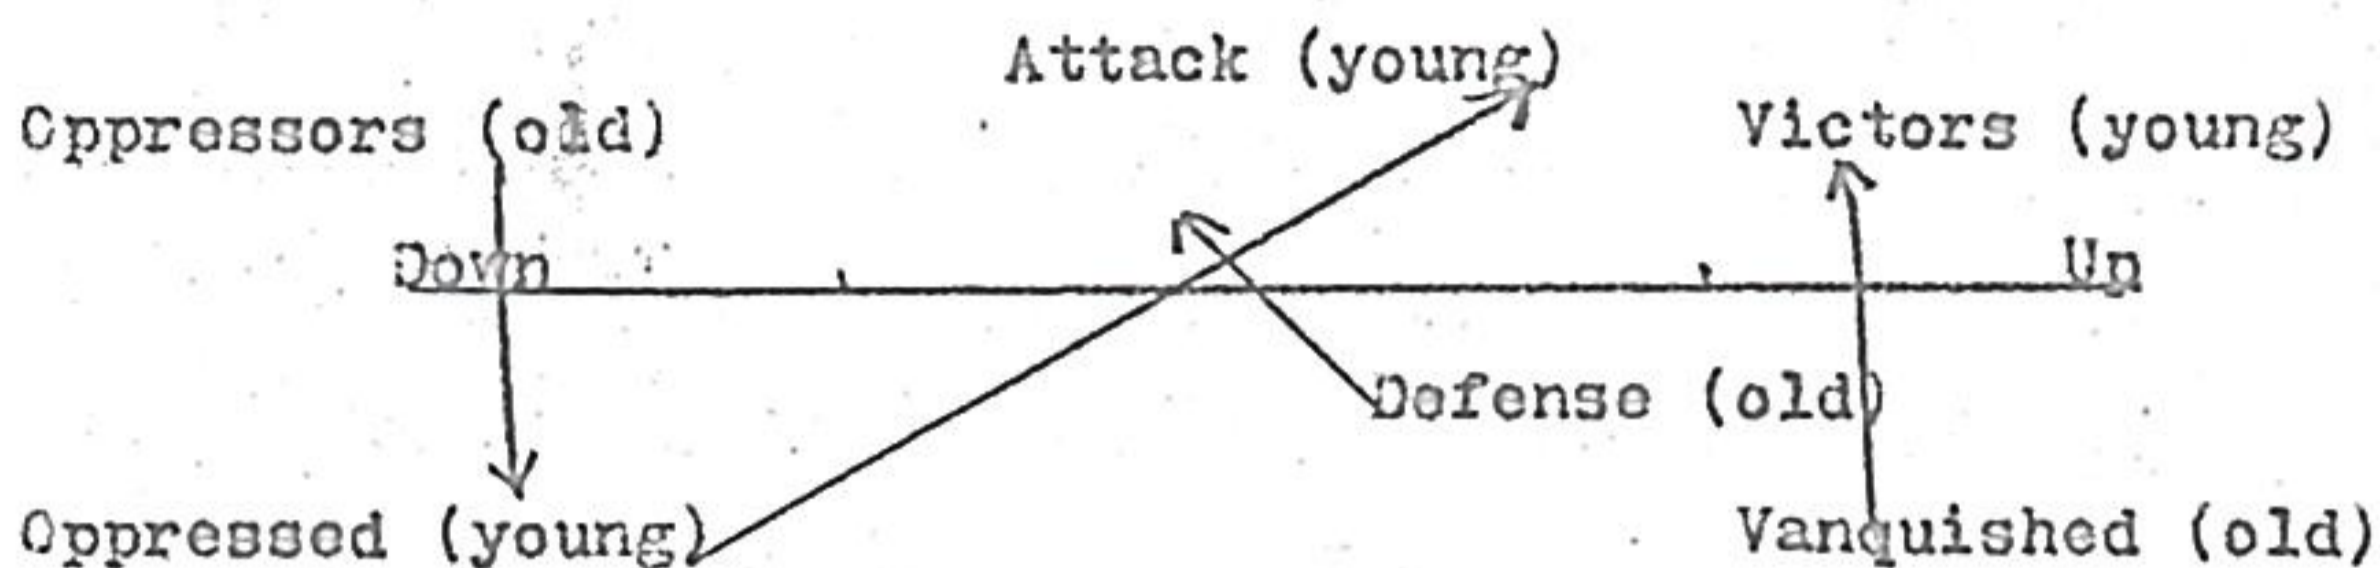 Attack (young)
Oppressors (old)
Victors (young)
Down
Up
Defense (old)
Oppressed (young)
Vanquished (old)